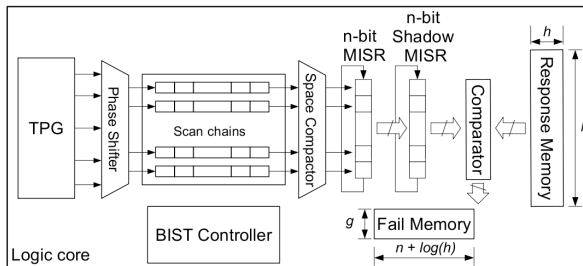 n-bit
MISR
n-bit
Shadow
MISR
h
TPG
Phase Shifter
Scan chains
Space Compactor
Comparator
Response Memory
g
Fail Memory
n + log(h)
BIST Controller
Logic core